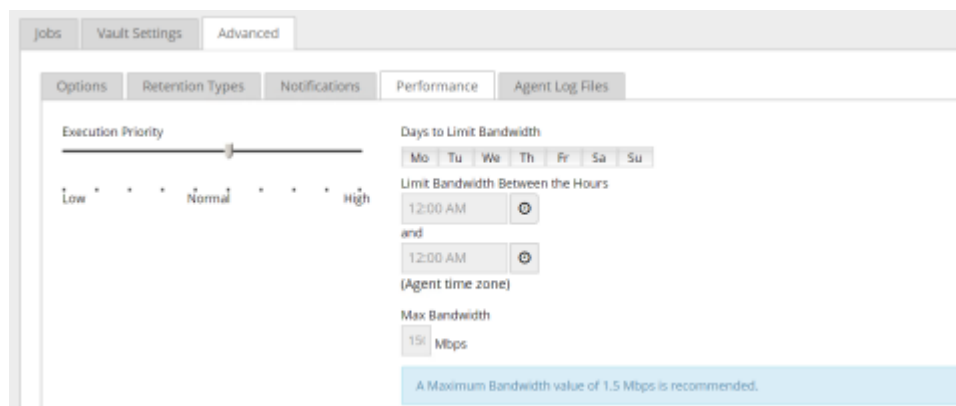 Jobs Vault Settings Advanced
Options Retention Types Notifications Performance Agent Log Files
Execution Priority
Low Normal High
Days to Limit Bandwidth
Mo Tu We Th Fr Sa Su
Limit Bandwidth Between the Hours
12:00 AM
and
12:00 AM
(Agent time zone)
Max Bandwidth
Mbps
A Maximum Bandwidth value of 1.5 Mbps is recommended.